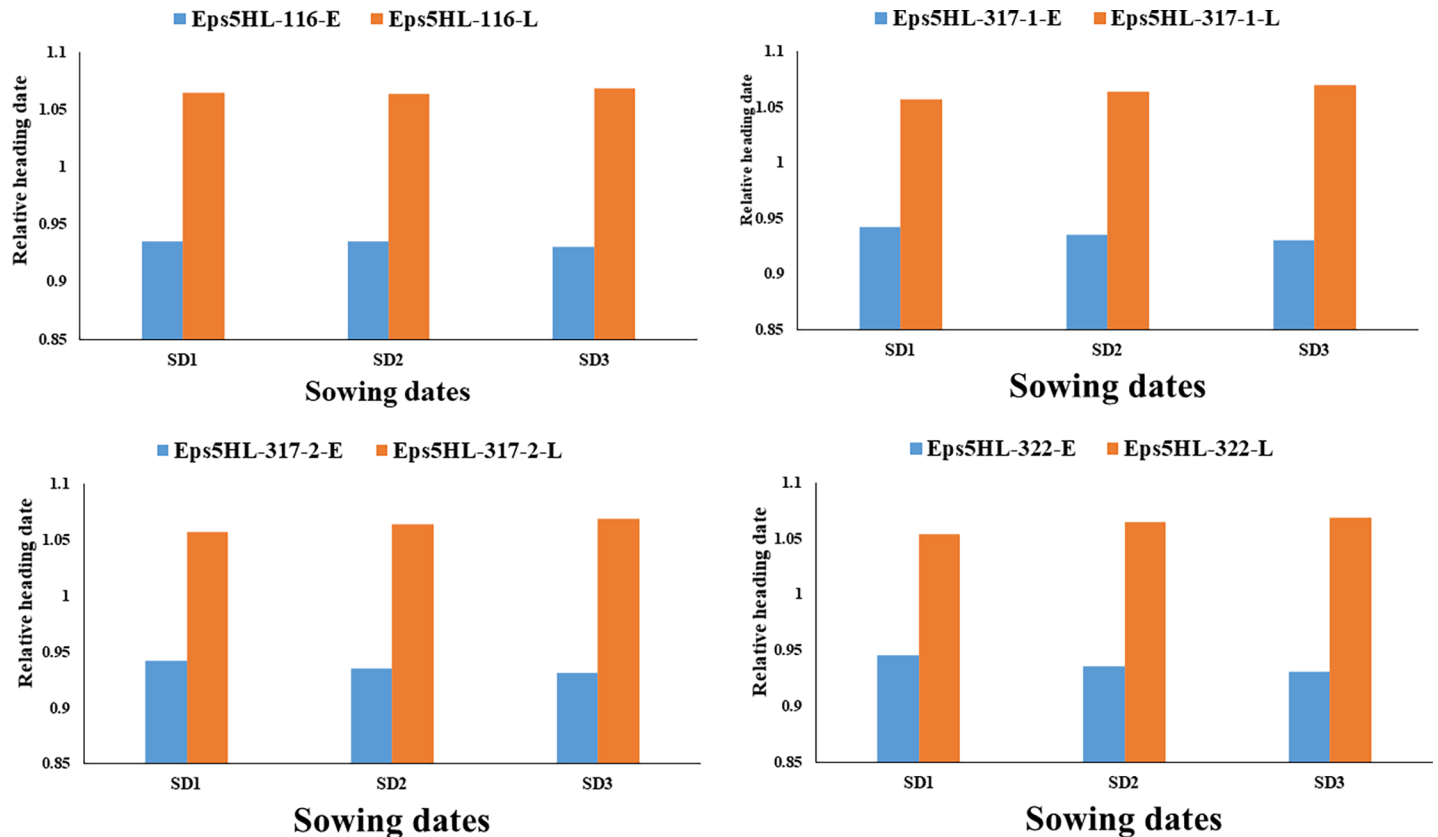 Eps5HL-116-E Eps5HL-116-L
Relative heading date
1.1
1.05
1
0.95
0.9
0.85
SD1 SD2 SD3
Sowing dates
Eps5HL-317-1-E Eps5HL-317-1-L
Relative heading date
1.1
1.05
1
0.95
0.9
0.85
SD1 SD2 SD3
Sowing dates
Eps5HL-317-2-E Eps5HL-317-2-L
Relative heading date
1.1
1.05
1
0.95
0.9
0.85
SD1 SD2 SD3
Sowing dates
Eps5HL-322-E Eps5HL-322-L
Relative heading date
1.1
1.05
1
0.95
0.9
0.85
SD1 SD2 SD3
Sowing dates